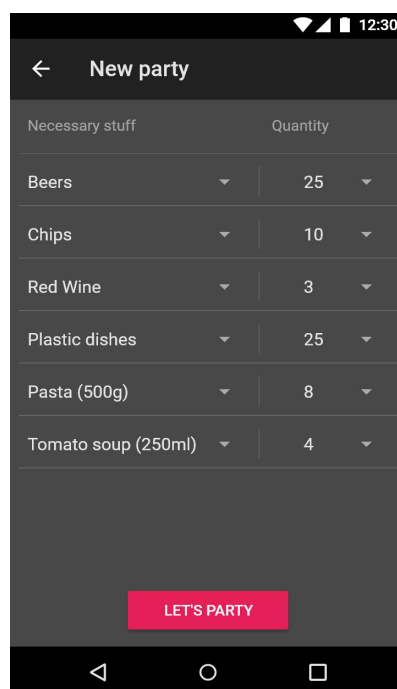 12:30
New party
Necessary stuff Quantity
Beers 25
Chips 10
Red Wine 3
Plastic dishes 25
Pasta (500g) 8
Tomato soup (250ml) 4
LET'S PARTY